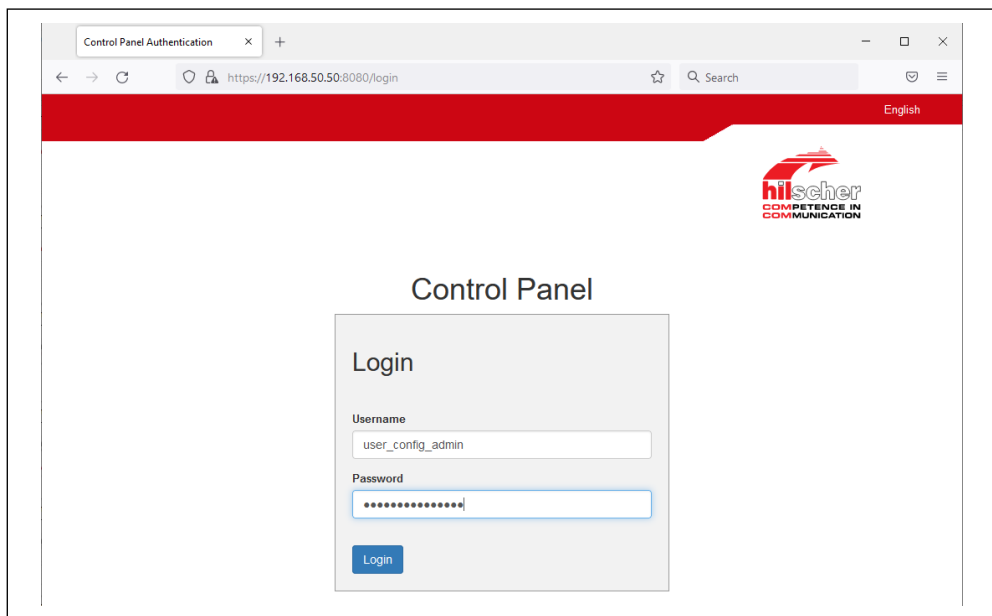 Control Panel Authentication
https://192.168.50.50:8080/login
Search
English
hilscher
COMPETENCE IN
COMMUNICATION
Control Panel
Login
Username
user_config_admin
Password
•••••••••••••••
Login